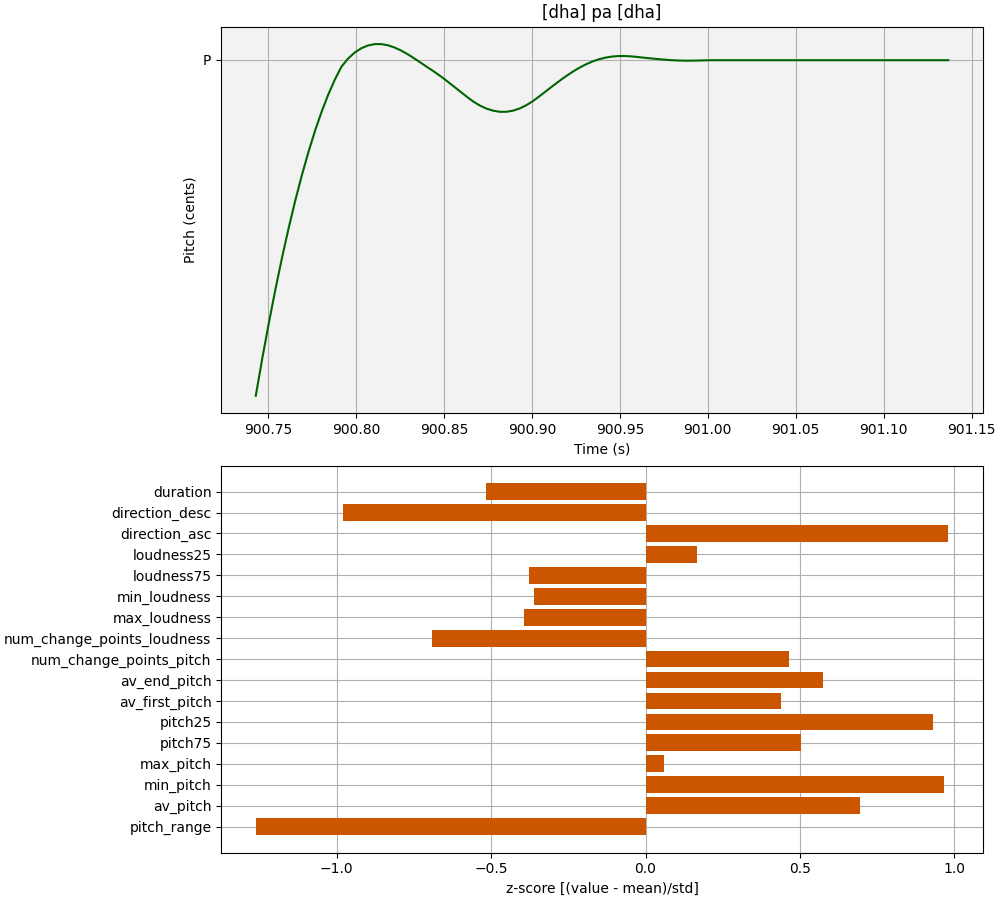 [dha] pa [dha]
P
Pitch (cents)
900.75 900.80 900.85 900.90 900.95 901.00 901.05 901.10 901.15
Time (s)
duration
direction_desc
direction_asc
loudness25
loudness75
min_loudness
max_loudness
num_change_points_loudness
num_change_points_pitch
av_end_pitch
av_first_pitch
pitch25
pitch75
max_pitch
min_pitch
av_pitch
pitch_range
−1.0 −0.5 0.0 0.5 1.0
z-score [(value - mean)/std]